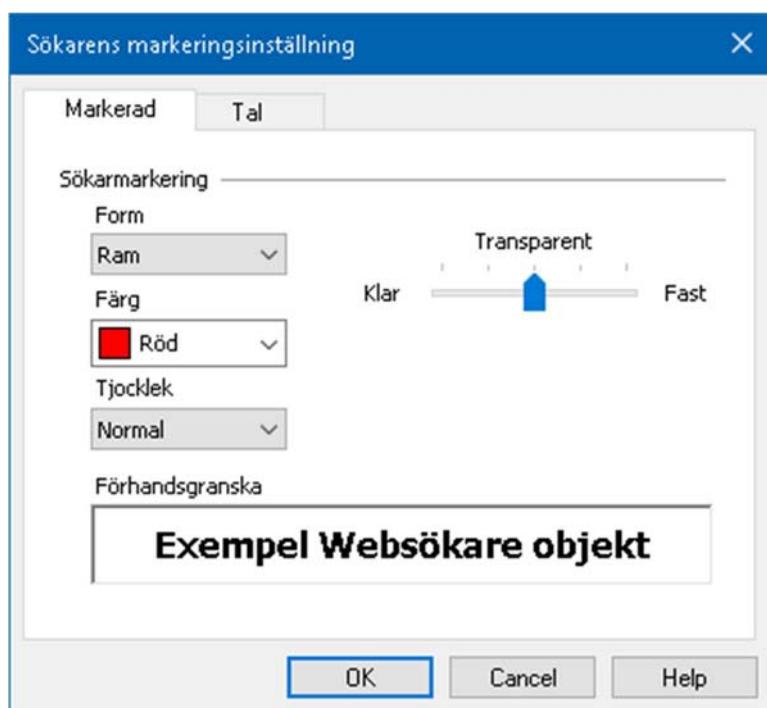 Sökarens markeringsinställning
Markerad
Tal
Sökarmarkering
Form
Ram
Färg
Röd
Tjocklek
Normal
Transparent
Klar
Fast
Förhandsgranska
Exempel Websökare objekt
OK
Cancel
Help